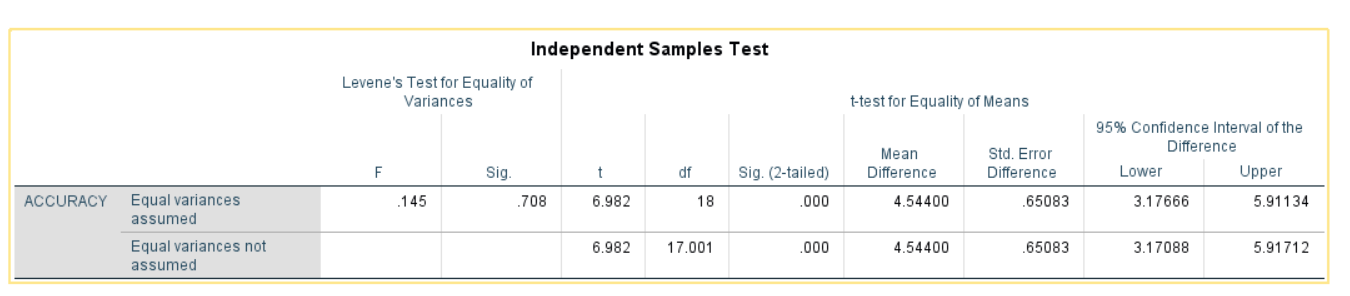 Independent Samples Test
Levene's Test for Equality of
Variances
t-test for Equality of Means
95% Confidence Interval of the
Difference
Mean
Difference
Std. Error
Difference
F Sig. t df Sig. (2-tailed) Lower Upper
ACCURACY Equal variances
assumed
.145 .708 6.982 18 .000 4.54400 .65083 3.17666 5.91134
Equal variances not
assumed
6.982 17.001 .000 4.54400 .65083 3.17088 5.91712